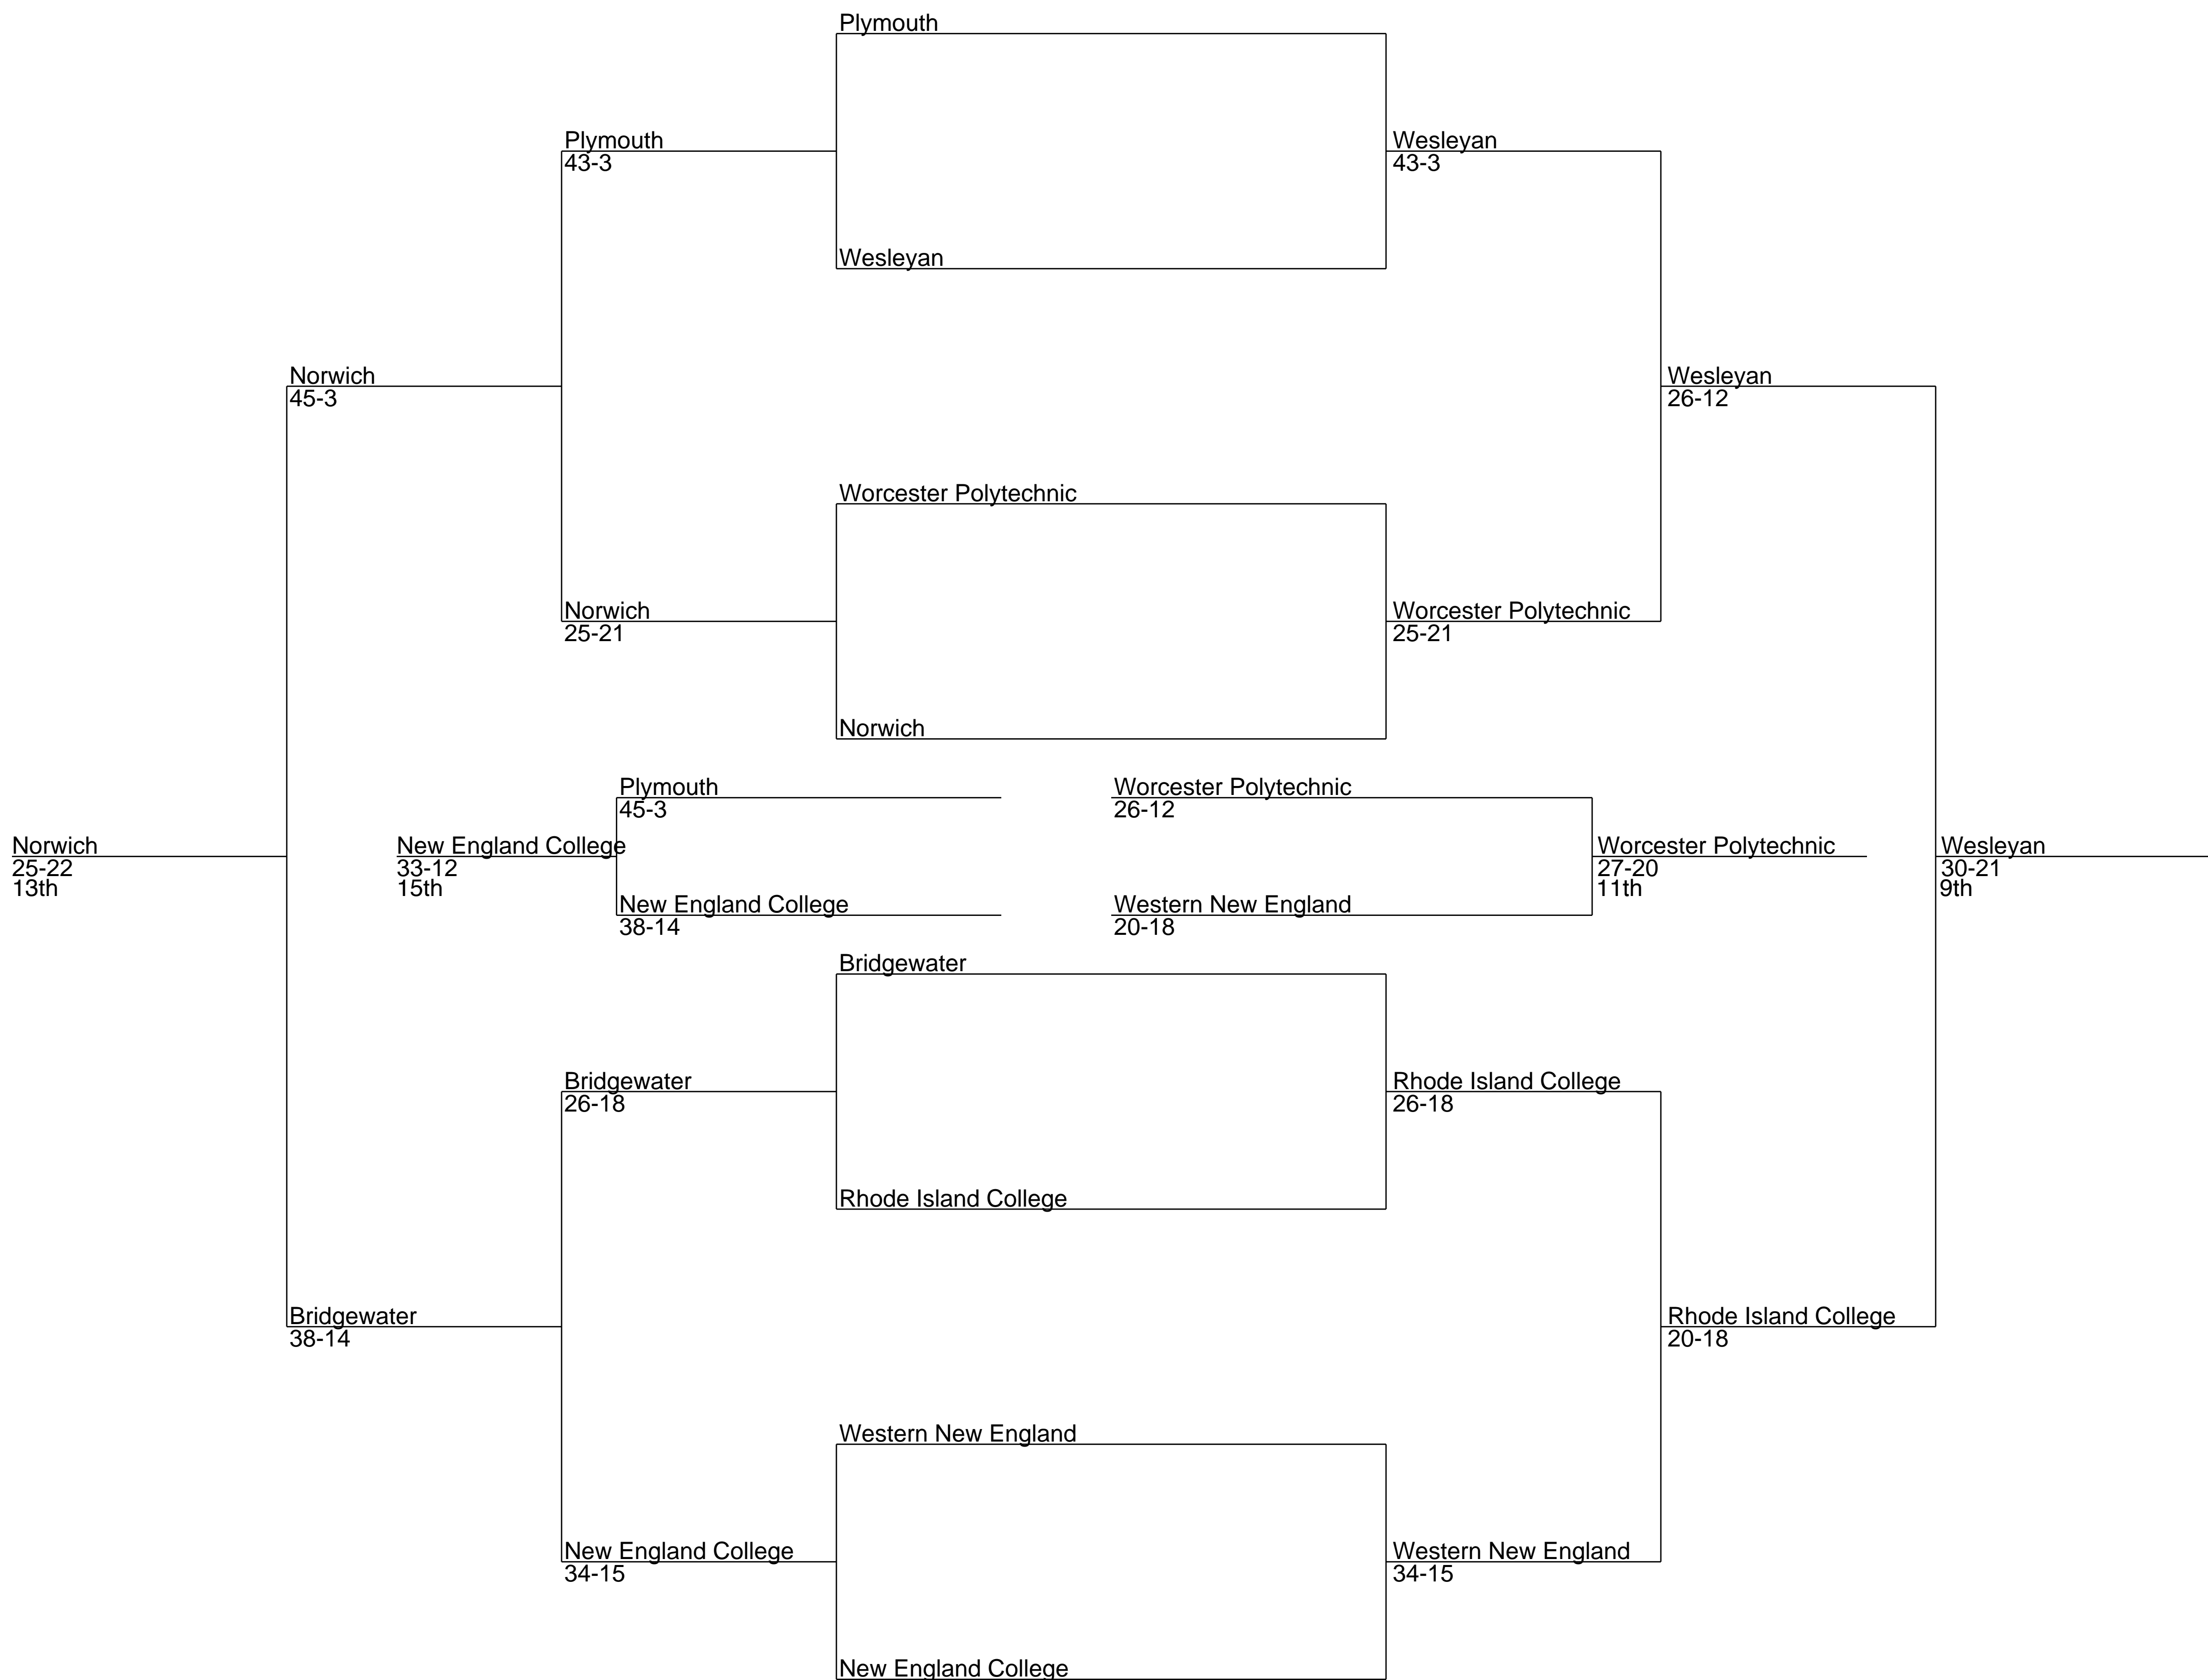 Plymouth
Plymouth
43-3
Wesleyan
43-3
Wesleyan
Norwich
45-3
Wesleyan
26-12
Worcester Polytechnic
Norwich
25-21
Worcester Polytechnic
25-21
Norwich
Plymouth
45-3
Worcester Polytechnic
26-12
Norwich
25-22
13th
New England College
33-12
15th
Worcester Polytechnic
27-20
11th
Wesleyan
30-21
9th
New England College
38-14
Western New England
20-18
Bridgewater
Bridgewater
26-18
Rhode Island College
26-18
Rhode Island College
Bridgewater
38-14
Rhode Island College
20-18
Western New England
New England College
34-15
Western New England
34-15
New England College